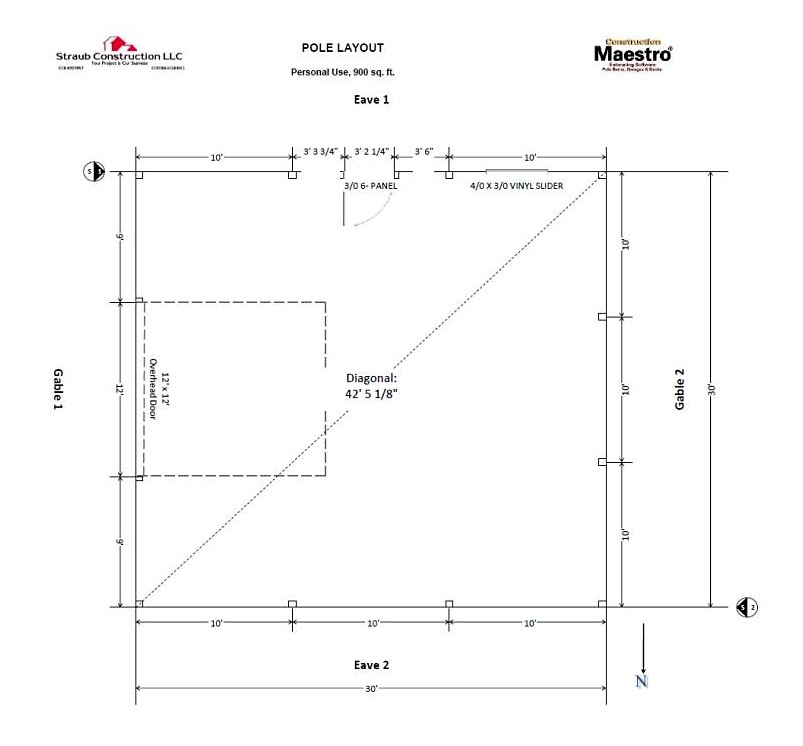 Straub Construction LLC
Your Project is Our Business
POLE LAYOUT
Personal Use, 900 sq. ft.
Construction
Maestro®
Estimating Software
Pole Barns, Garages & Decks
Eave 1
10'
3' 3 3/4"
3' 2 1/4"
3' 6"
10'
S
3/0 6- PANEL
4/0 X 3/0 VINYL SLIDER
9'
10'
Gable 1
12'
12' x 12'
Overhead Door
Diagonal:
42' 5 1/8"
10'
Gable 2
30'
9'
10'
S 2
10'
10'
10'
Eave 2
30'
N